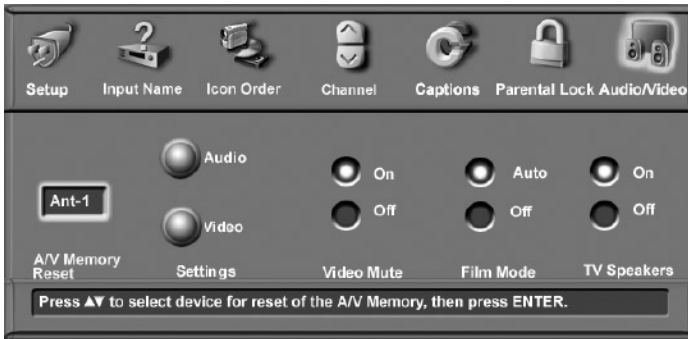 Setup Input Name Icon Order Channel Captions Parental Lock Audio/Video
Ant-1
A/V Memory
Reset
Audio
Video
Settings
On
Off
Video Mute
Auto
Off
Film Mode
On
Off
TV Speakers
Press ▲▼ to select device for reset of the A/V Memory, then press ENTER.